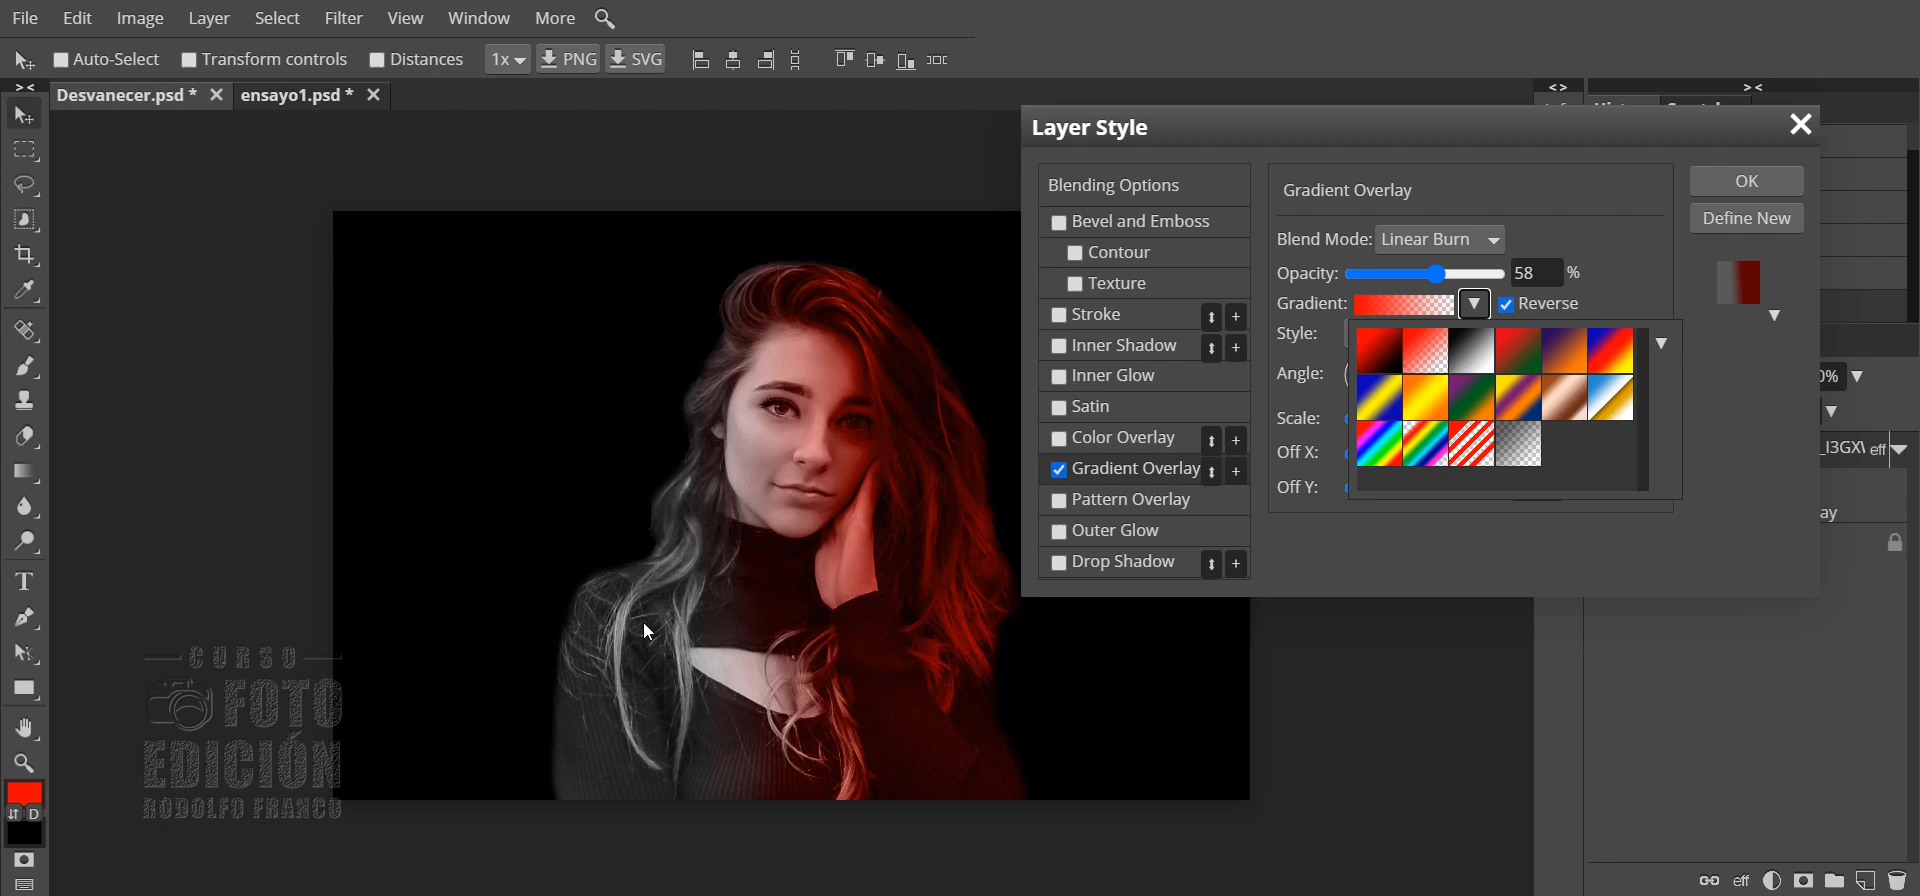 File Edit Image Layer Select Filter View Window More
Auto-Select Transform controls Distances 1x PNG SVG
> <
Desvanecer.psd * ensayo1.psd *
< >
> <
Layer Style
Blending Options
Bevel and Emboss
Contour
Texture
Stroke +
Inner Shadow +
Inner Glow
Satin
Color Overlay +
Gradient Overlay +
Pattern Overlay
Outer Glow
Drop Shadow +
Gradient Overlay
Blend Mode: Linear Burn
Opacity: 58 %
Gradient: Reverse
Style:
Angle:
Scale:
Off X:
Off Y:
OK
Define New
0%
_I3GX\ eff
ay
T
D
CURSO
FOTO
EDICIÓN
RODOLFO FRANCO
eff